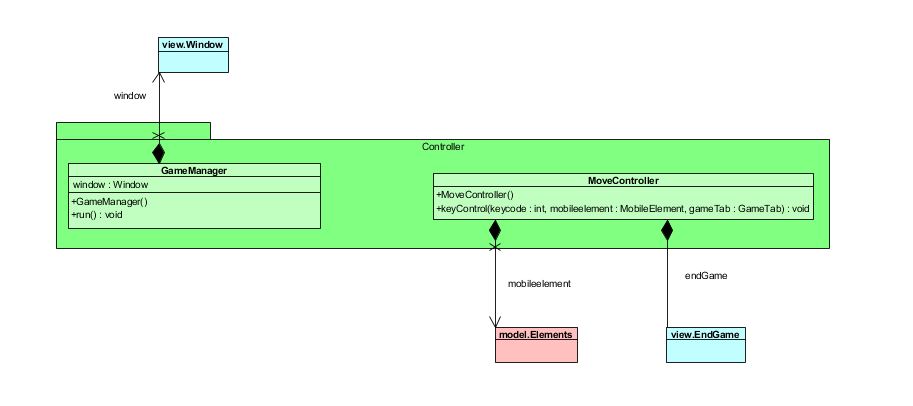 view.Window
window
Controller
GameManager
window : Window
+GameManager()
+run() : void
MoveController
+MoveController()
+keyControl(keycode : int, mobileelement : MobileElement, gameTab : GameTab) : void
endGame
mobileelement
model.Elements
view.EndGame